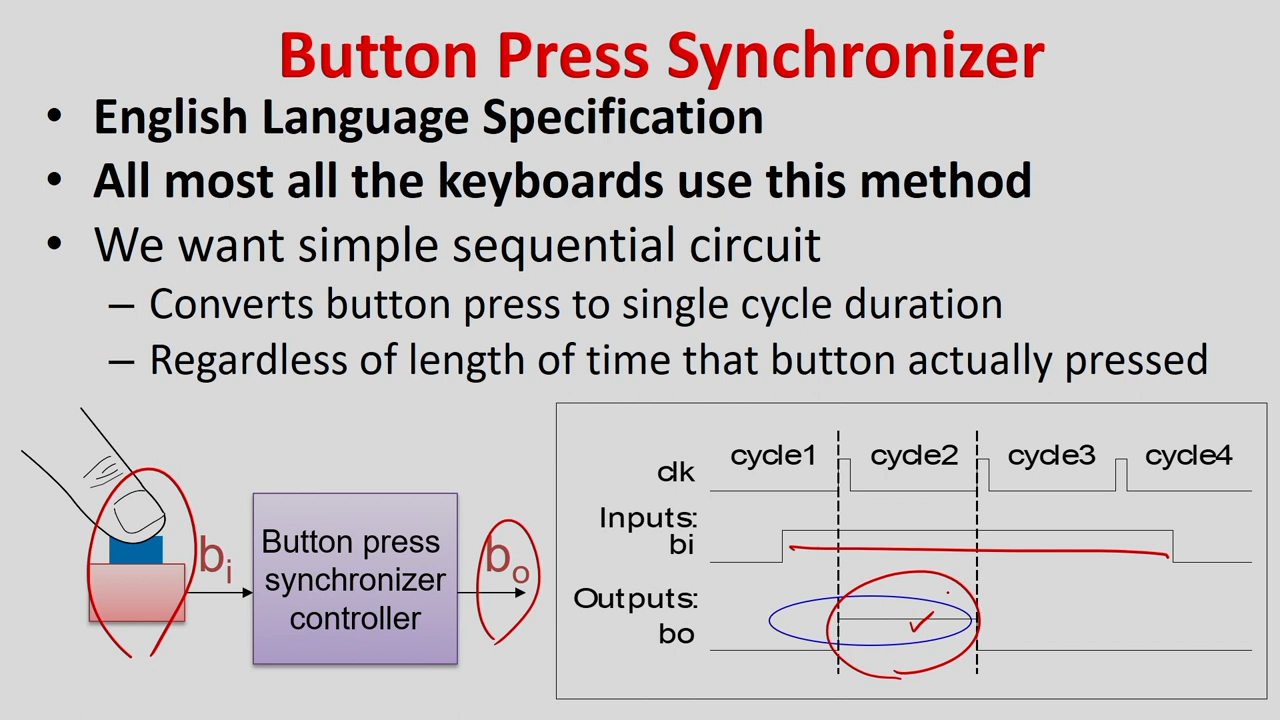 Button Press Synchronizer
• English Language Specification
• All most all the keyboards use this method
• We want simple sequential circuit
– Converts button press to single cycle duration
– Regardless of length of time that button actually pressed
bi
Button press
synchronizer
controller
bo
cycle1 cycle2 cycle3 cycle4
clk
Inputs:
bi
Outputs:
bo